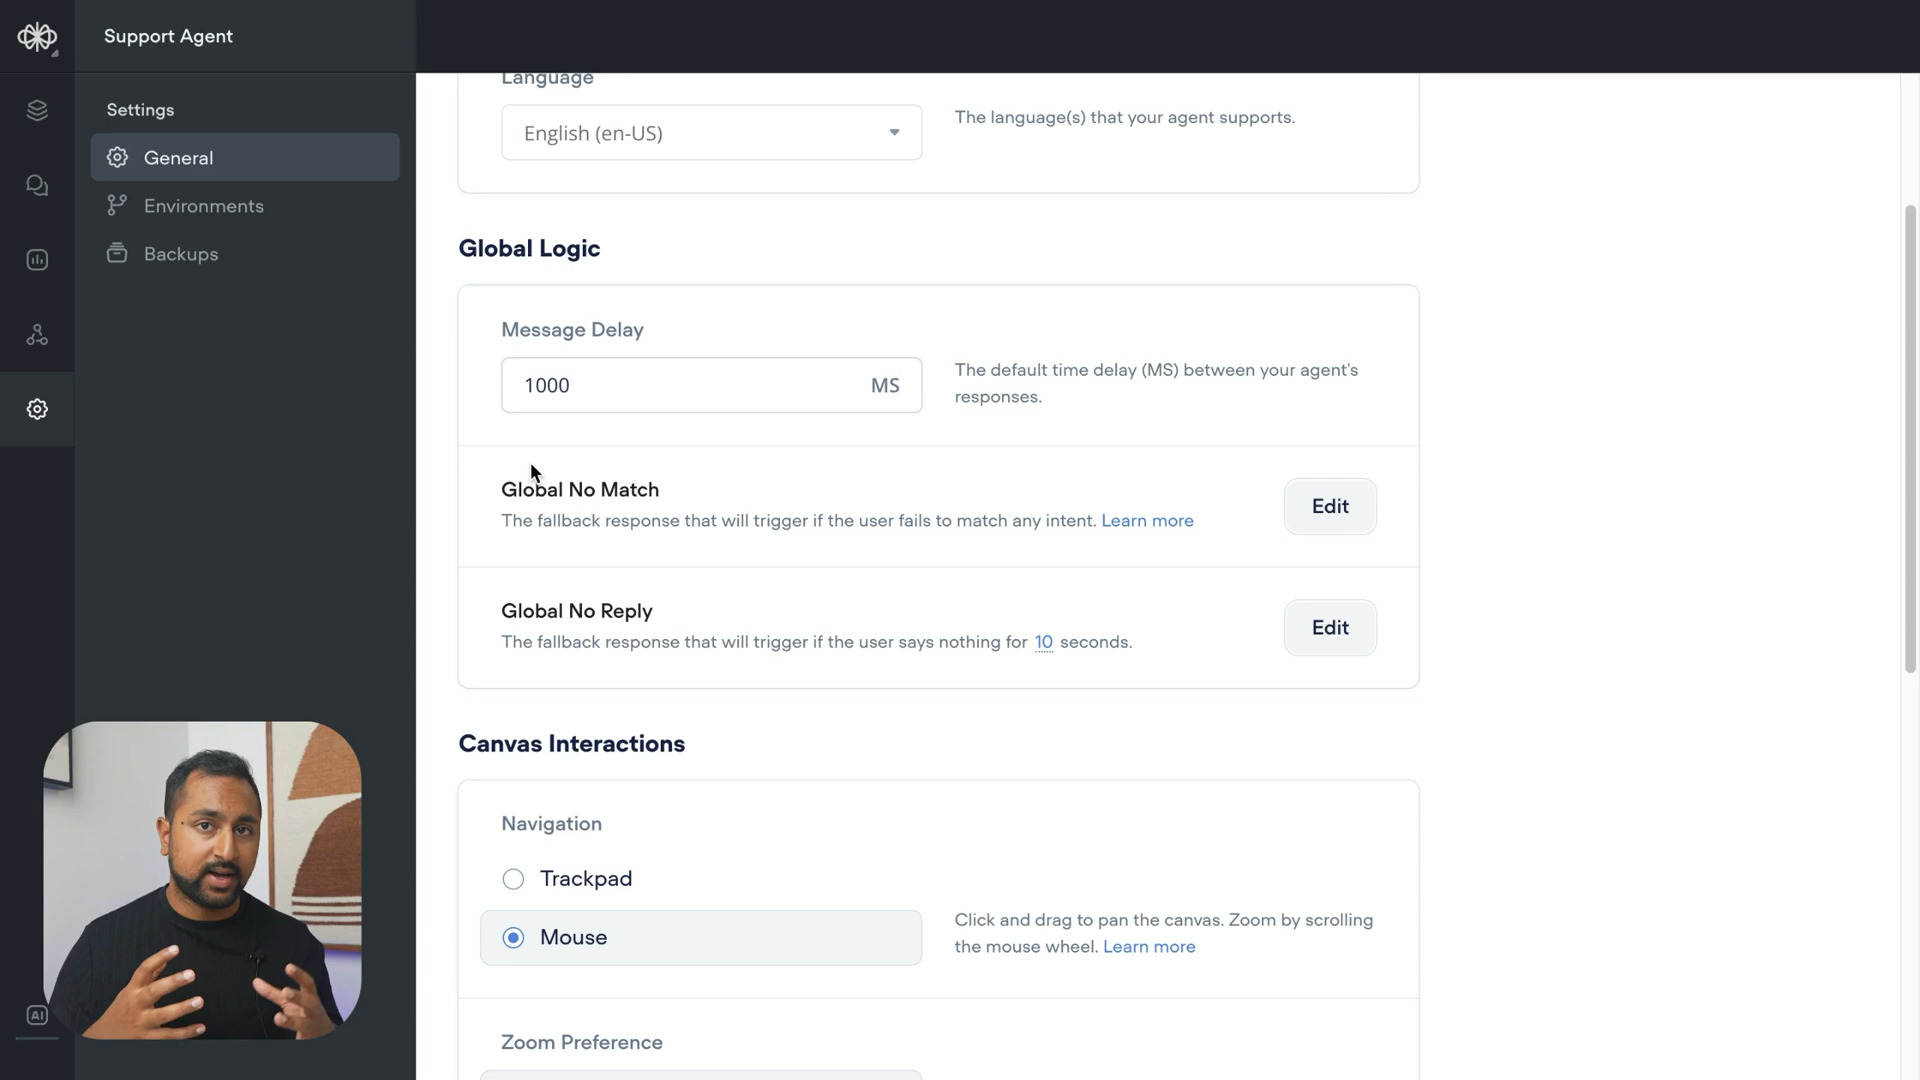 Support Agent
Settings
General
Environments
Backups
Language
English (en-US)
The language(s) that your agent supports.
Global Logic
Message Delay
1000
MS
The default time delay (MS) between your agent's
responses.
Global No Match
The fallback response that will trigger if the user fails to match any intent. Learn more
Edit
Global No Reply
The fallback response that will trigger if the user says nothing for 10 seconds.
Edit
Canvas Interactions
Navigation
Trackpad
Mouse
Click and drag to pan the canvas. Zoom by scrolling
the mouse wheel. Learn more
Zoom Preference
AI